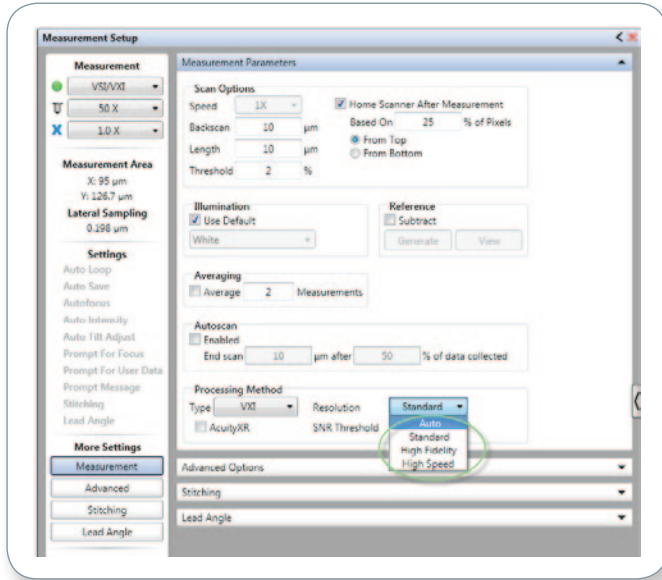 Measurement Setup
Measurement
VSI/VXI
50 X
1.0 X
Measurement Area
X: 95 µm
Y: 126.7 µm
Lateral Sampling
0.198 µm
Settings
Auto Loop
Auto Save
Autofocus
Auto Intensity
Auto Tilt Adjust
Prompt For Focus
Prompt For User Data
Prompt Message
Stitching
Lead Angle
More Settings
Measurement
Advanced
Stitching
Lead Angle
Measurement Parameters
Scan Options
Speed 1X
Backscan 10 µm
Length 10 µm
Threshold 2 %
Home Scanner After Measurement
Based On 25 % of Pixels
From Top
From Bottom
Illumination
Use Default
White
Reference
Subtract
Generate View
Averaging
Average 2 Measurements
Autoscan
Enabled
End scan 10 µm after 50 % of data collected
Processing Method
Type VXI Resolution Standard
AcuityXR SNR Threshold
Auto
Standard
High Fidelity
High Speed
Advanced Options
Stitching
Lead Angle